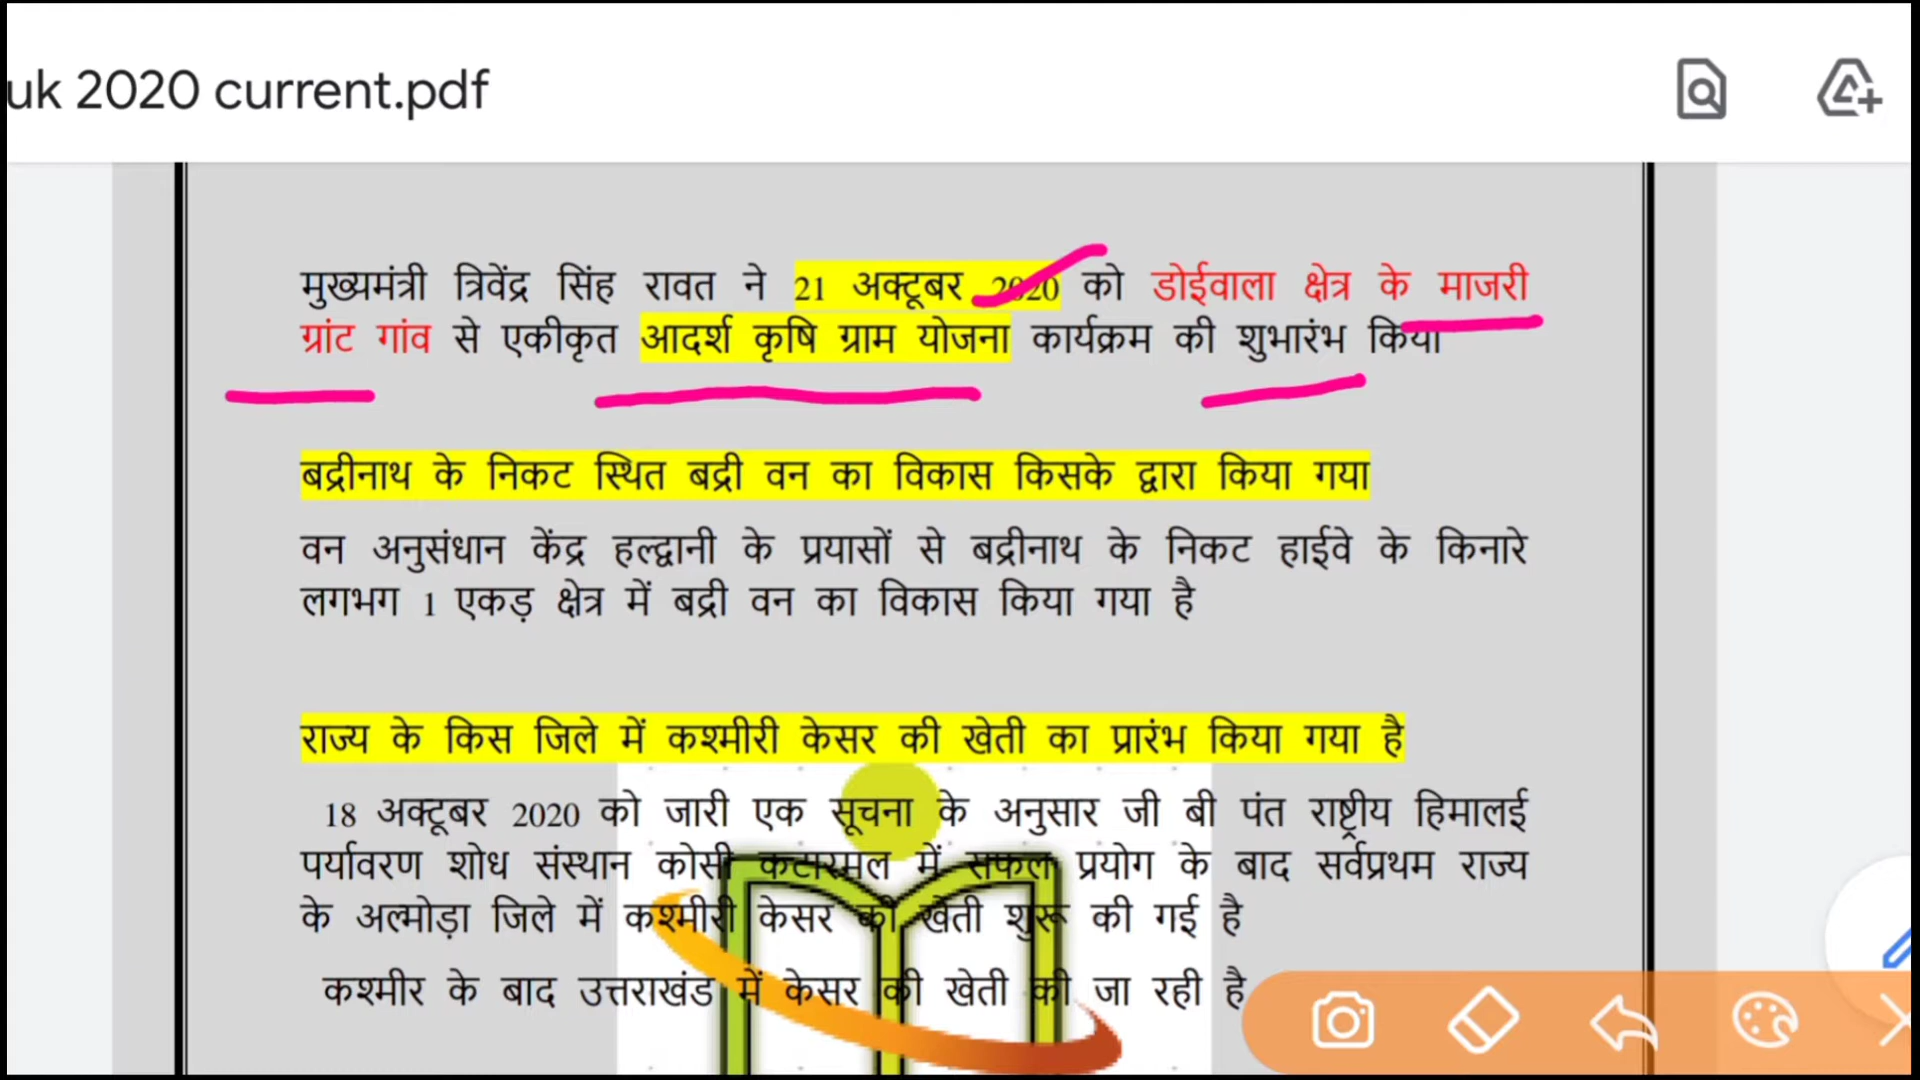 uk 2020 current.pdf
मुख्यमंत्री त्रिवेंद्र सिंह रावत ने 21 अक्टूबर 2020 को डोईवाला क्षेत्र के माजरी
ग्रांट गांव से एकीकृत आदर्श कृषि ग्राम योजना कार्यक्रम की शुभारंभ किया
बद्रीनाथ के निकट स्थित बद्री वन का विकास किसके द्वारा किया गया
वन अनुसंधान केंद्र हल्द्वानी के प्रयासों से बद्रीनाथ के निकट हाईवे के किनारे
लगभग 1 एकड़ क्षेत्र में बद्री वन का विकास किया गया है
राज्य के किस जिले में कश्मीरी केसर की खेती का प्रारंभ किया गया है
18 अक्टूबर 2020 को जारी एक सूचना के अनुसार जी बी पंत राष्ट्रीय हिमालई
पर्यावरण शोध संस्थान कोसी कटारमल में सफल प्रयोग के बाद सर्वप्रथम राज्य
के अल्मोड़ा जिले में कश्मीरी केसर की खेती शुरू की गई है
कश्मीर के बाद उत्तराखंड में केसर की खेती की जा रही है